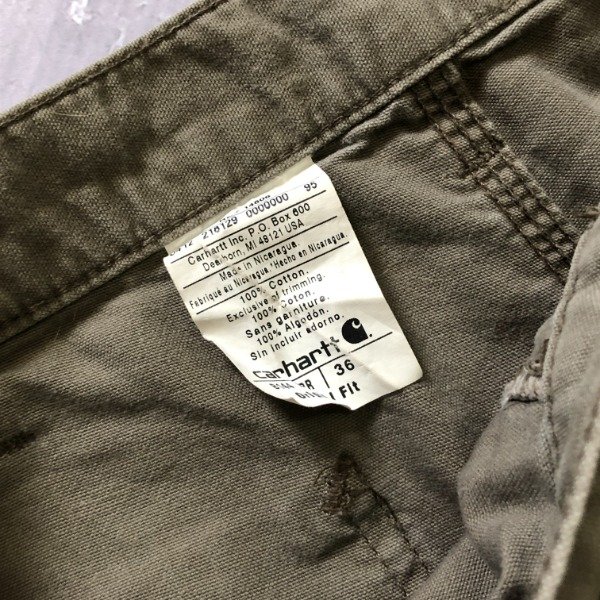 216129 0000000 95
Carhartt Inc. P.O. Box 600
Dearborn, MI 48121 USA
Made in Nicaragua
Fabriqué au Nicaragua *Hecho en Nicaragua
100% Cotton.
Exclusive of trimming.
100% Coton.
Sans garniture.
100% Algodón.
Sin incluir adorno.
carhartt
36
Fit